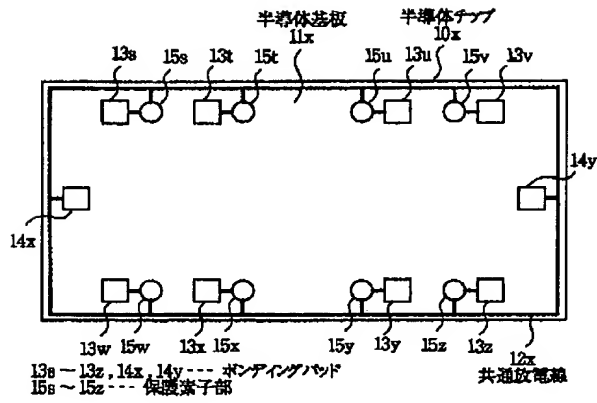 半導体基板
11x
半導体チップ
10x
13s
15s
13t
15t
15u
13u
15v
13v
14y
14x
13w
15w
13x
15x
15y
13y
15z
13z
12x
共通放電線
13s～13z,14x,14y--- ボンディングパッド
15s～15z--- 保護素子部